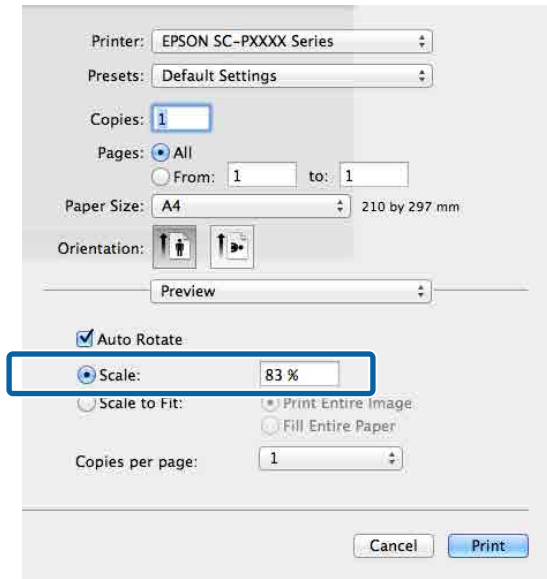 Printer: EPSON SC-PXXXX Series
Presets: Default Settings
Copies: 1
Pages: All
From: 1 to: 1
Paper Size: A4 210 by 297 mm
Orientation:
Preview
Auto Rotate
Scale: 83 %
Scale to Fit: Print Entire Image
Fill Entire Paper
Copies per page: 1
Cancel Print